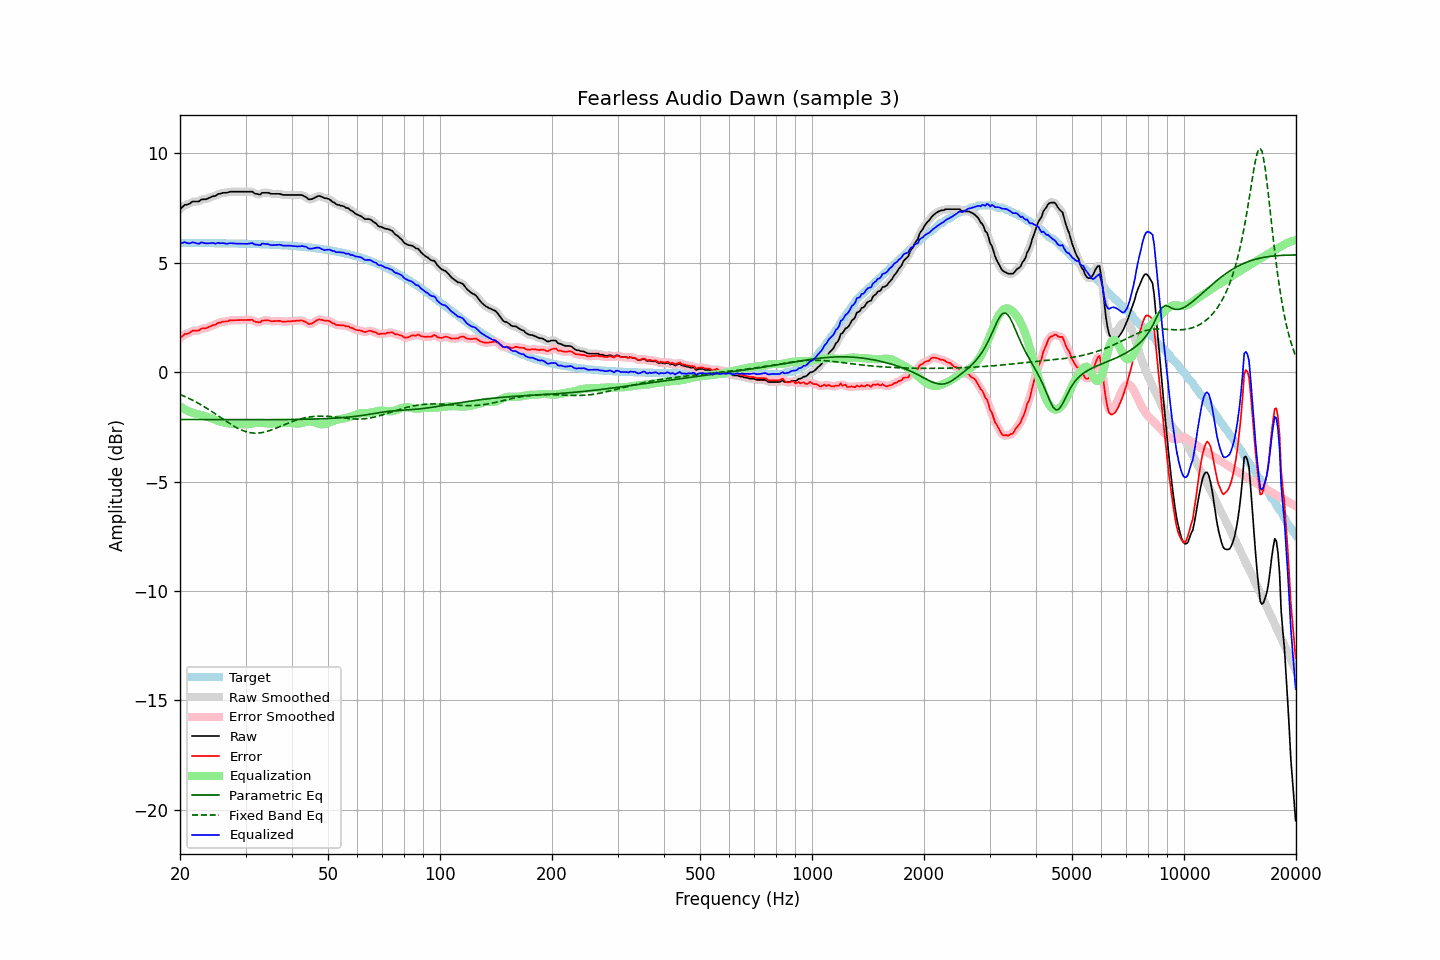 Fearless Audio Dawn (sample 3)
Amplitude (dBr)
10
5
0
−5
−10
−15
−20
Target
Raw Smoothed
Error Smoothed
Raw
Error
Equalization
Parametric Eq
Fixed Band Eq
Equalized
20 50 100 200 500 1000 2000 5000 10000 20000
Frequency (Hz)